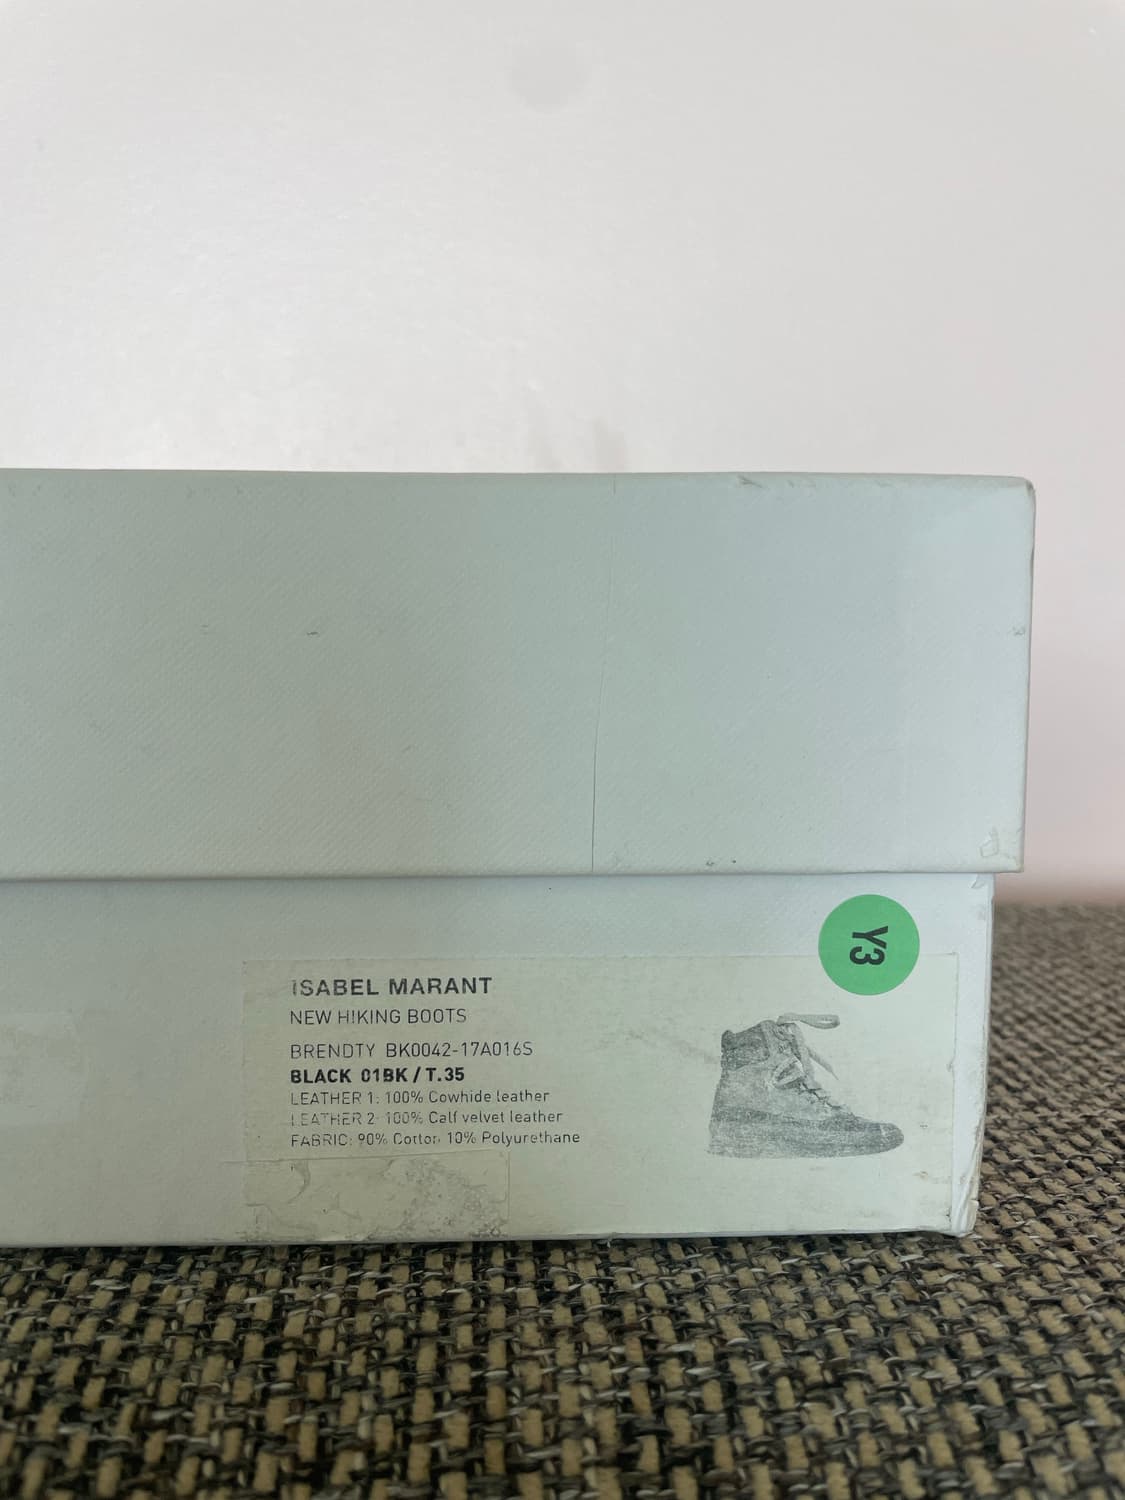 Y3
ISABEL MARANT
NEW HIKING BOOTS
BRENDTY BK0042-17A016S
BLACK 01BK / T.35
LEATHER 1: 100% Cowhide leather
LEATHER 2: 100% Calf velvet leather
FABRIC: 90% Cotton 10% Polyurethane